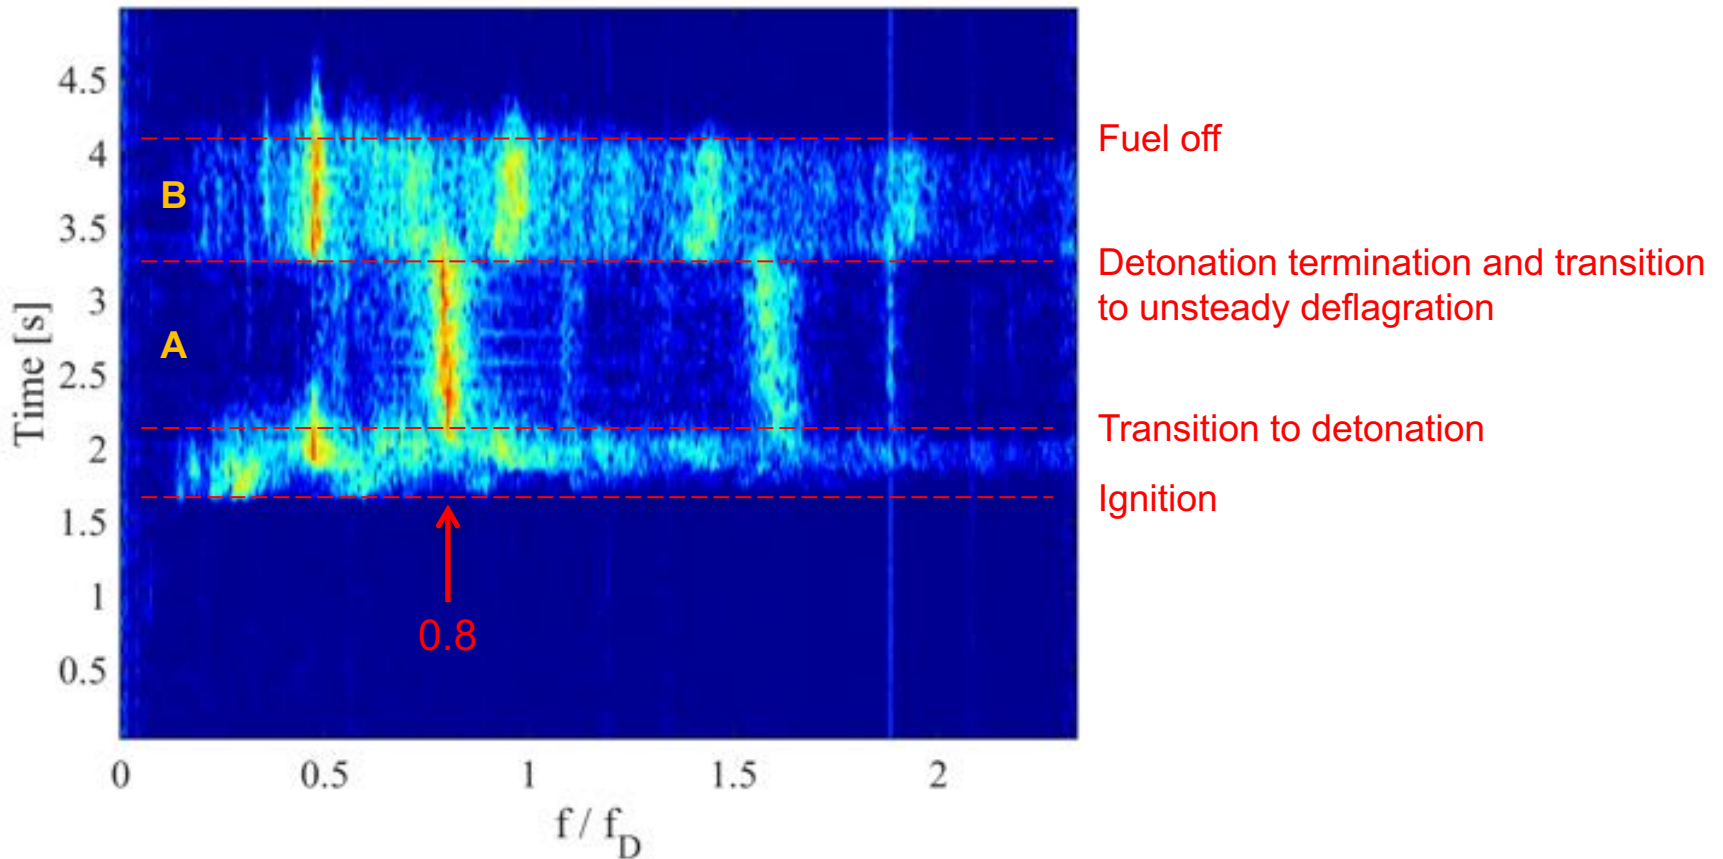 4.5
Fuel off
4
B
3.5
Detonation termination and transition
to unsteady deflagration
3
A
2.5
Transition to detonation
2
Ignition
1.5
1
0.8
0.5
Time [s]
0 0.5 1 1.5 2
f / f_D